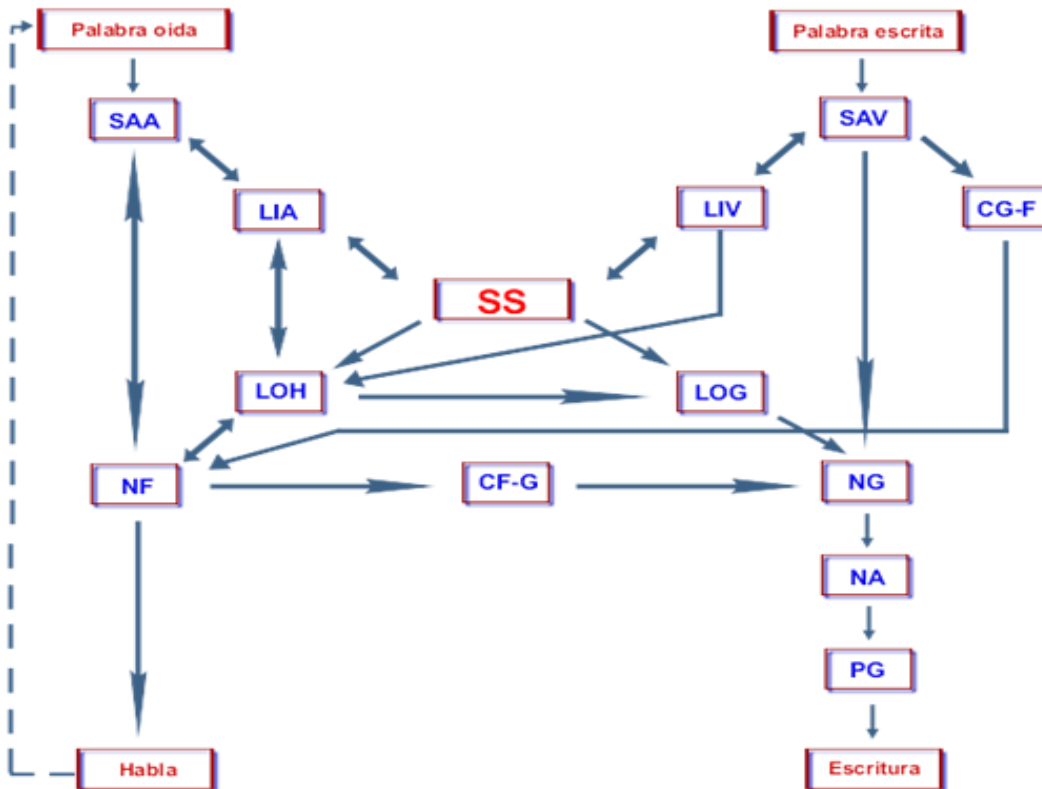 Palabra oida
Palabra escrita
SAA
SAV
LIA
LIV
CG-F
SS
LOH
LOG
NF
CF-G
NG
NA
PG
Habla
Escritura